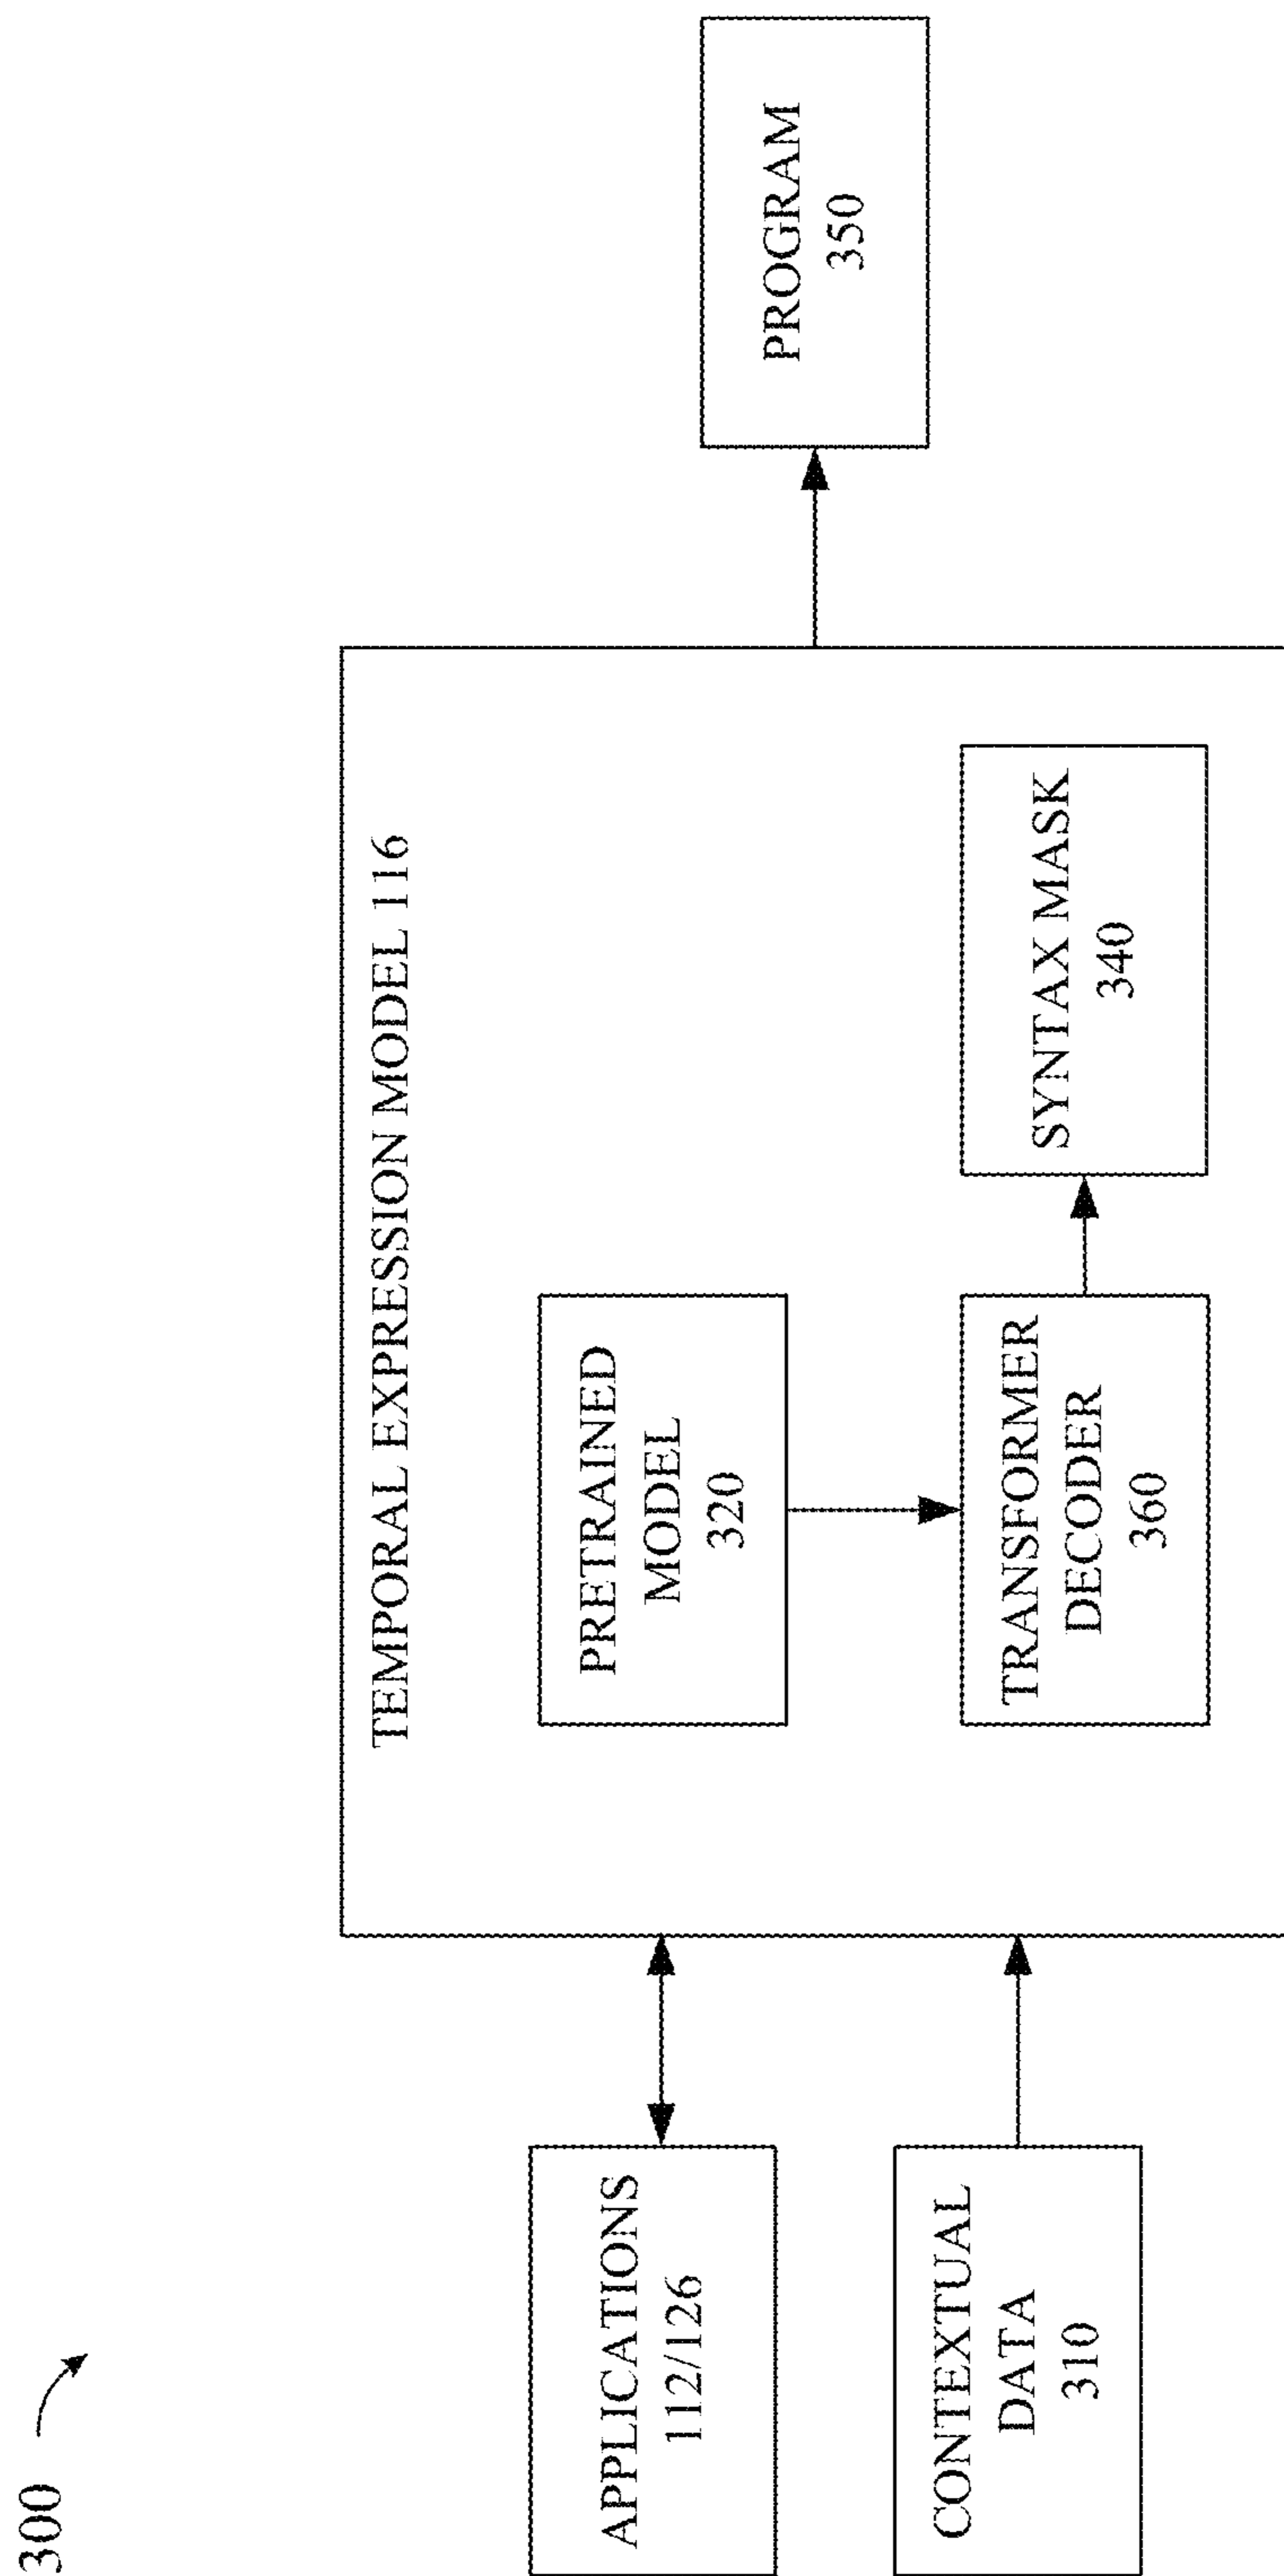 300
APPLICATIONS
112/126
CONTEXTUAL
DATA
310
TEMPORAL EXPRESSION MODEL 116
PRETRAINED
MODEL
320
TRANSFORMER
DECODER
360
SYNTAX MASK
340
PROGRAM
350